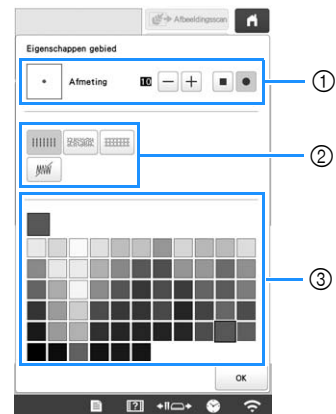 Afbeeldingsscan
Eigenschappen gebied
Afmeting 10
①
②
③
OK